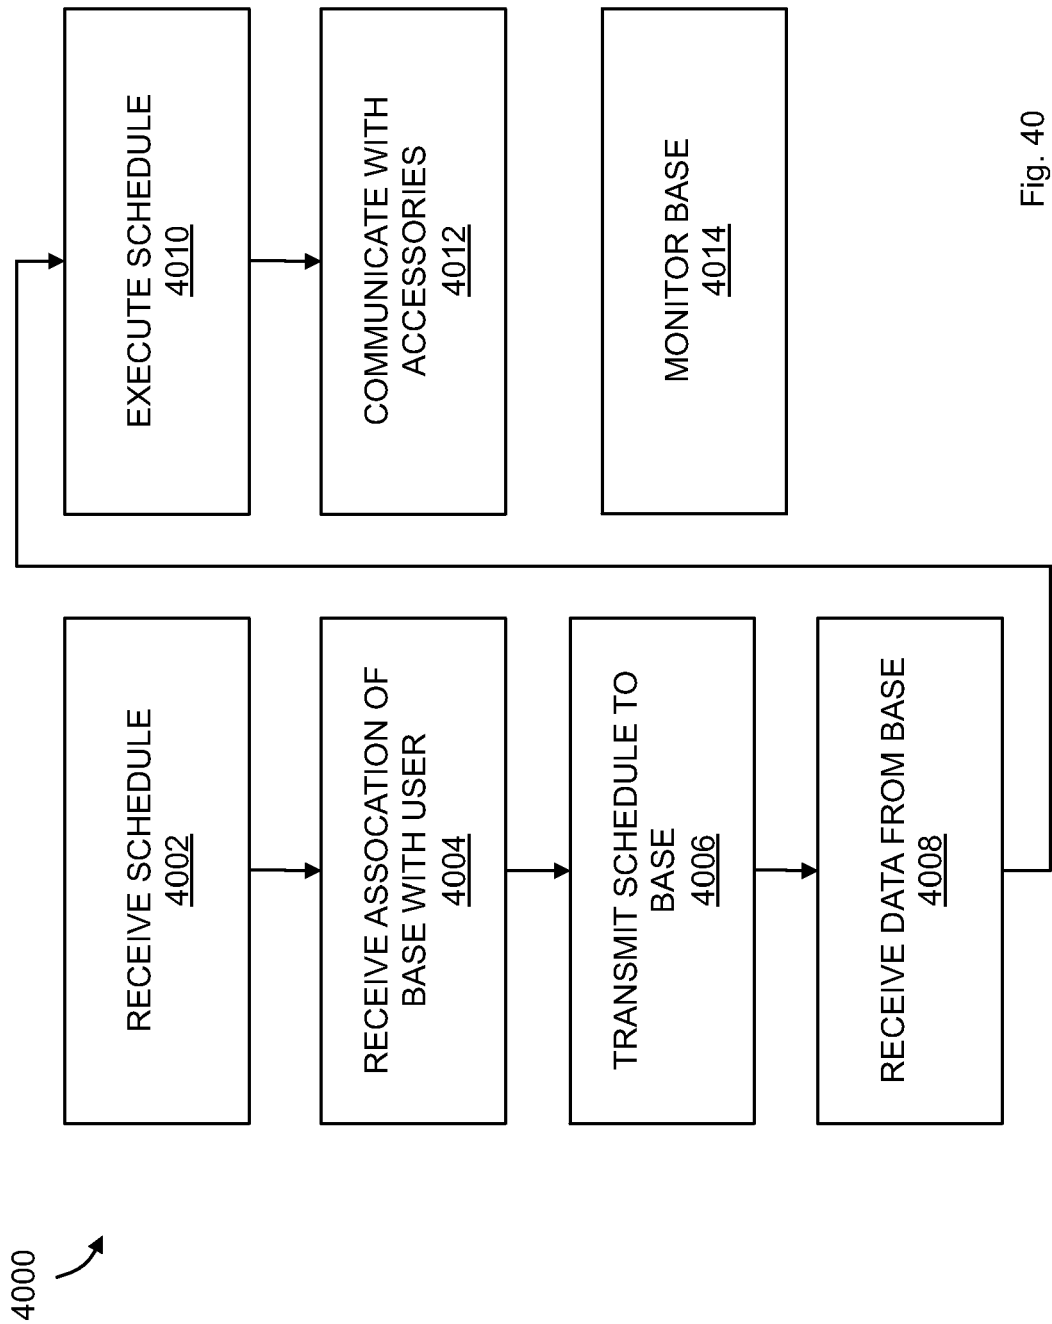 4000
RECEIVE SCHEDULE
4002
RECEIVE ASSOCATION OF
BASE WITH USER
4004
TRANSMIT SCHEDULE TO
BASE
4006
RECEIVE DATA FROM BASE
4008
EXECUTE SCHEDULE
4010
COMMUNICATE WITH
ACCESSORIES
4012
MONITOR BASE
4014
Fig. 40